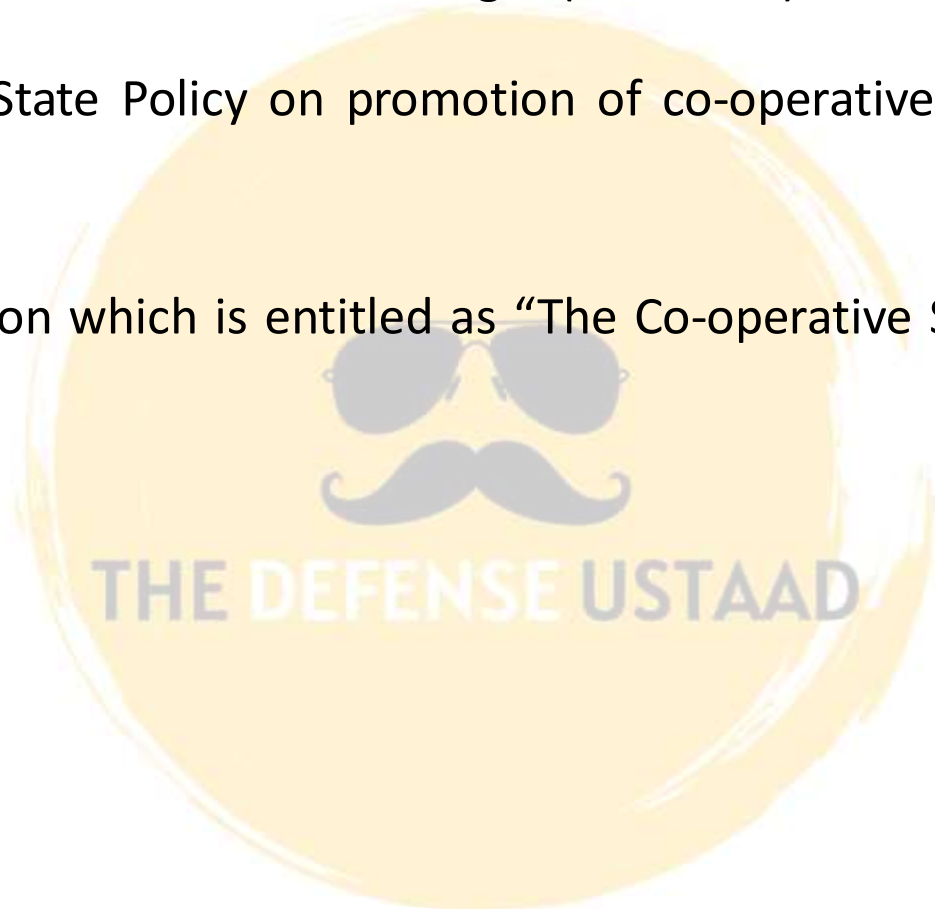 State Policy on promotion of co-operative
on which is entitled as “The Co-operative
THE DEFENSE USTAAD